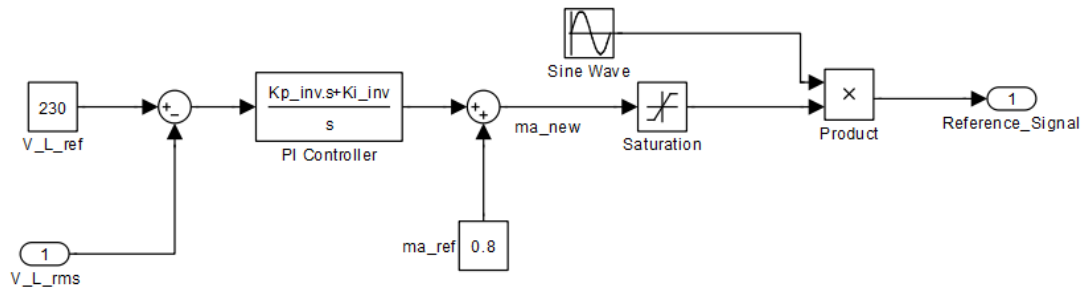 Sine Wave
230
V_L_ref
+
−
Kp_inv.s+Ki_inv
s
PI Controller
+
+
ma_new
Saturation
×
Product
1
Reference_Signal
ma_ref
0.8
1
V_L_rms